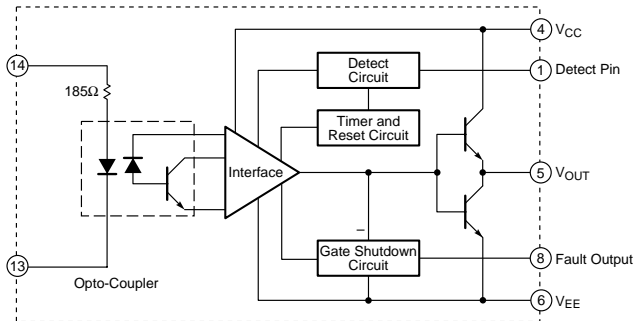 4 VCC
14
Detect
Circuit
1 Detect Pin
185Ω
Timer and
Reset Circuit
Interface
5 VOUT
–
Gate Shutdown
Circuit
8 Fault Output
13
Opto-Coupler
6 VEE